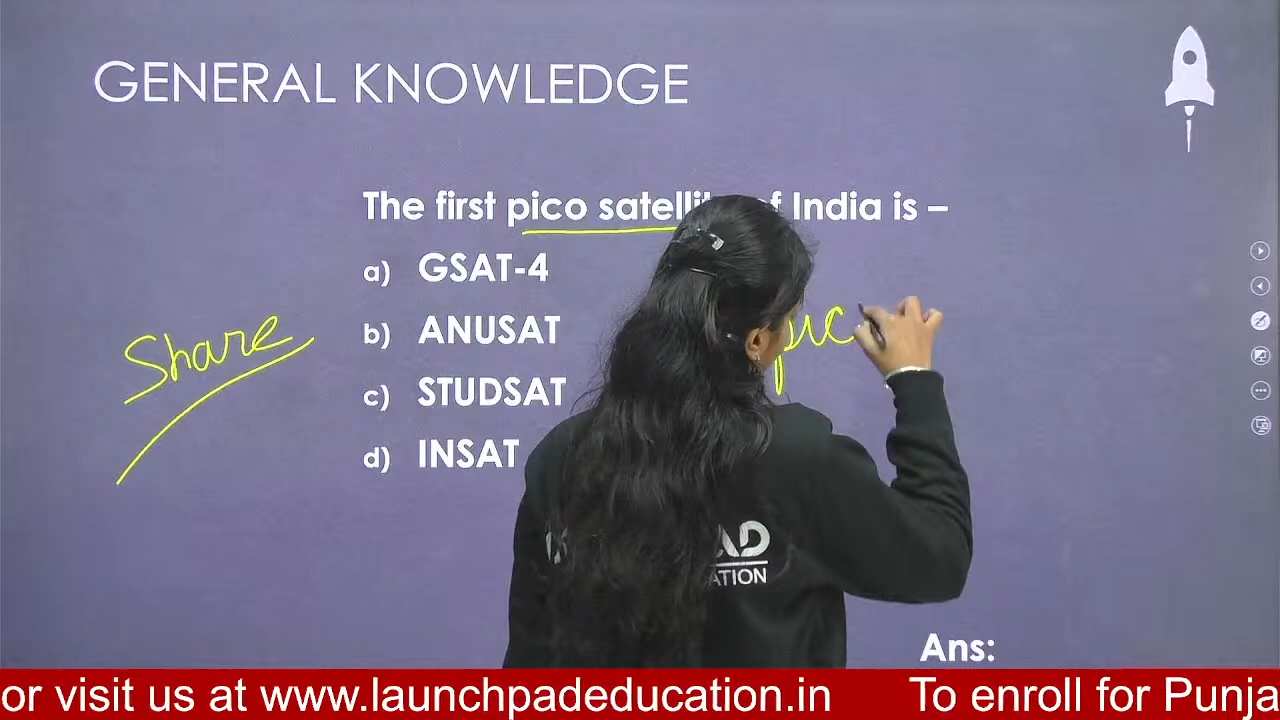 GENERAL KNOWLEDGE
The first pico India is –
a) GSAT-4
b) ANUSAT
c) STUDSAT
d) INSAT
Share
pic
Ans:
or visit us at www.launchpadeducation.in To enroll for Punja